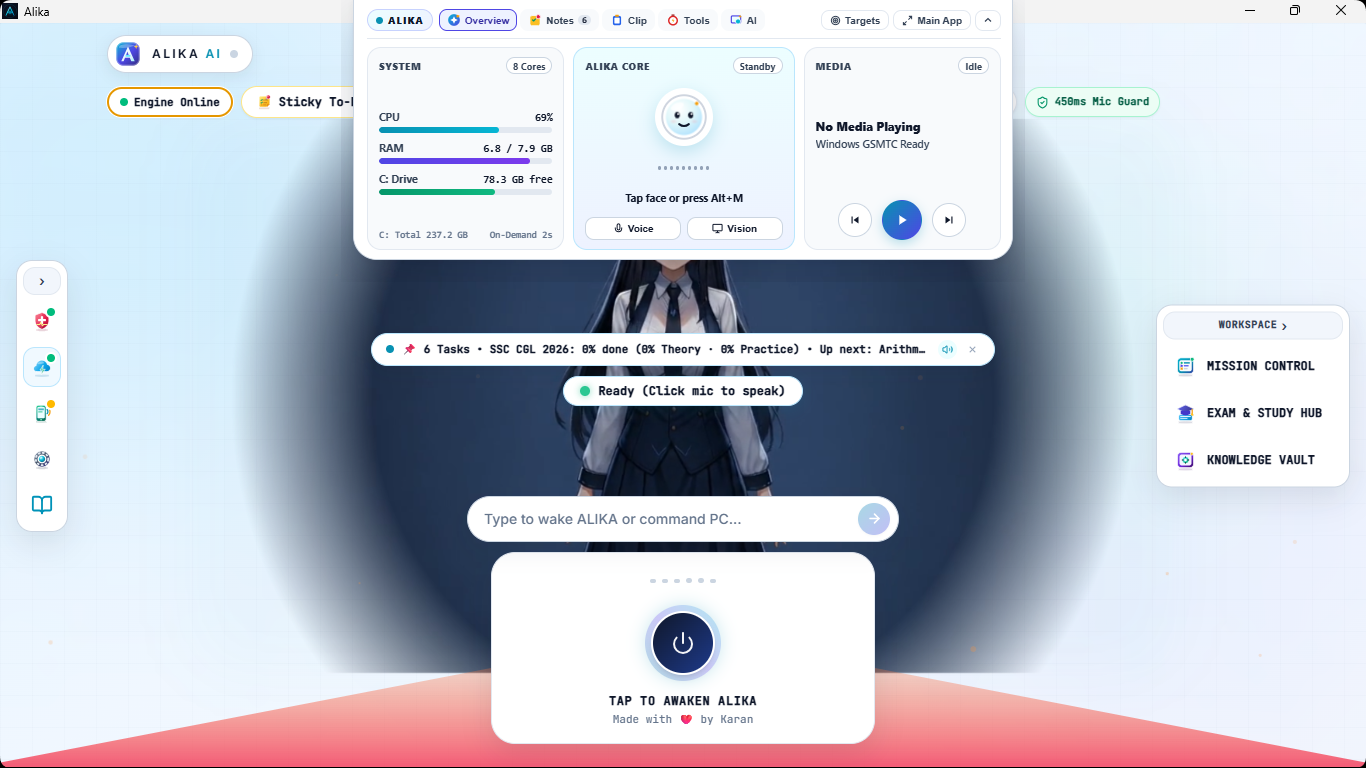 Alika
ALIKA AI
Engine Online
Sticky To-
ALIKA
Overview
Notes 6
Clip
Tools
AI
Targets
Main App
SYSTEM
8 Cores
CPU
69%
RAM
6.8 / 7.9 GB
C: Drive
78.3 GB free
C: Total 237.2 GB
On-Demand 2s
ALIKA CORE
Standby
Tap face or press Alt+M
Voice
Vision
MEDIA
Idle
No Media Playing
Windows GSMTC Ready
450ms Mic Guard
6 Tasks • SSC CGL 2026: 0% done (0% Theory · 0% Practice) • Up next: Arithm…
Ready (Click mic to speak)
WORKSPACE
MISSION CONTROL
EXAM & STUDY HUB
KNOWLEDGE VAULT
Type to wake ALIKA or command PC...
TAP TO AWAKEN ALIKA
Made with ❤️ by Karan